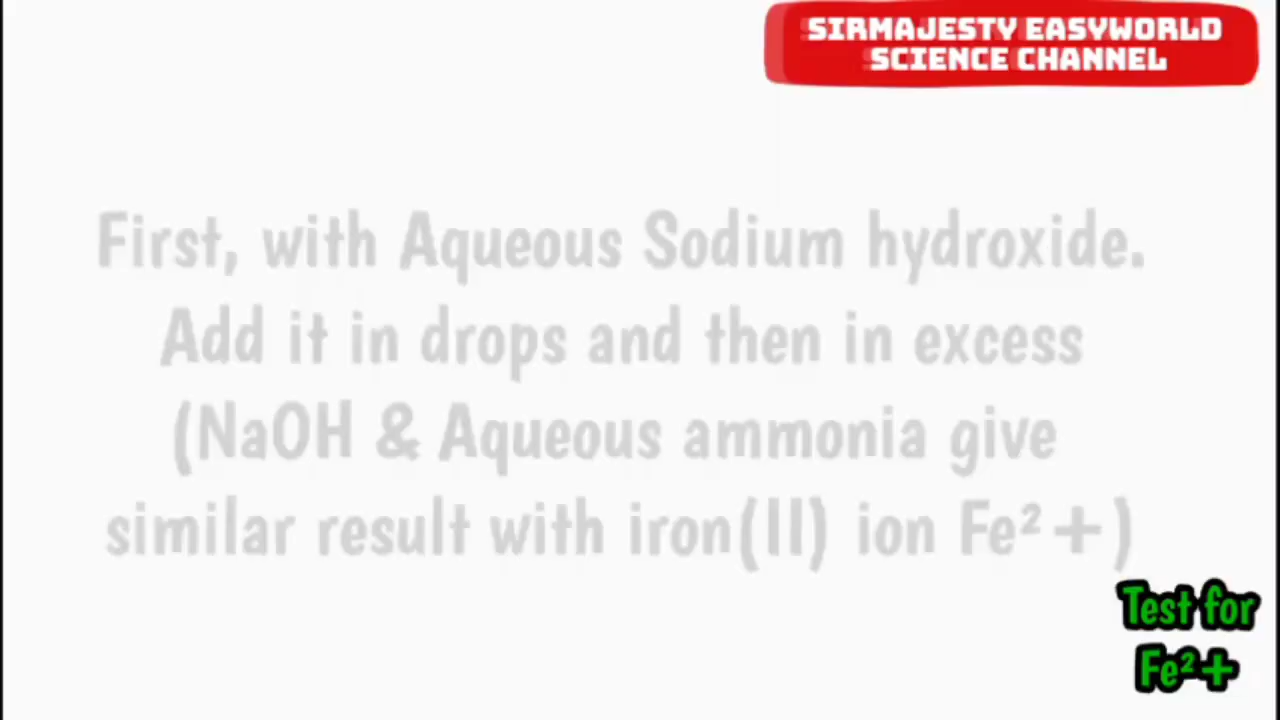 SIRMAJESTY EASYWORLD
SCIENCE CHANNEL
First, with Aqueous Sodium hydroxide.
Add it in drops and then in excess
(NaOH & Aqueous ammonia give
similar result with iron(II) ion Fe²+)
Test for
Fe²+